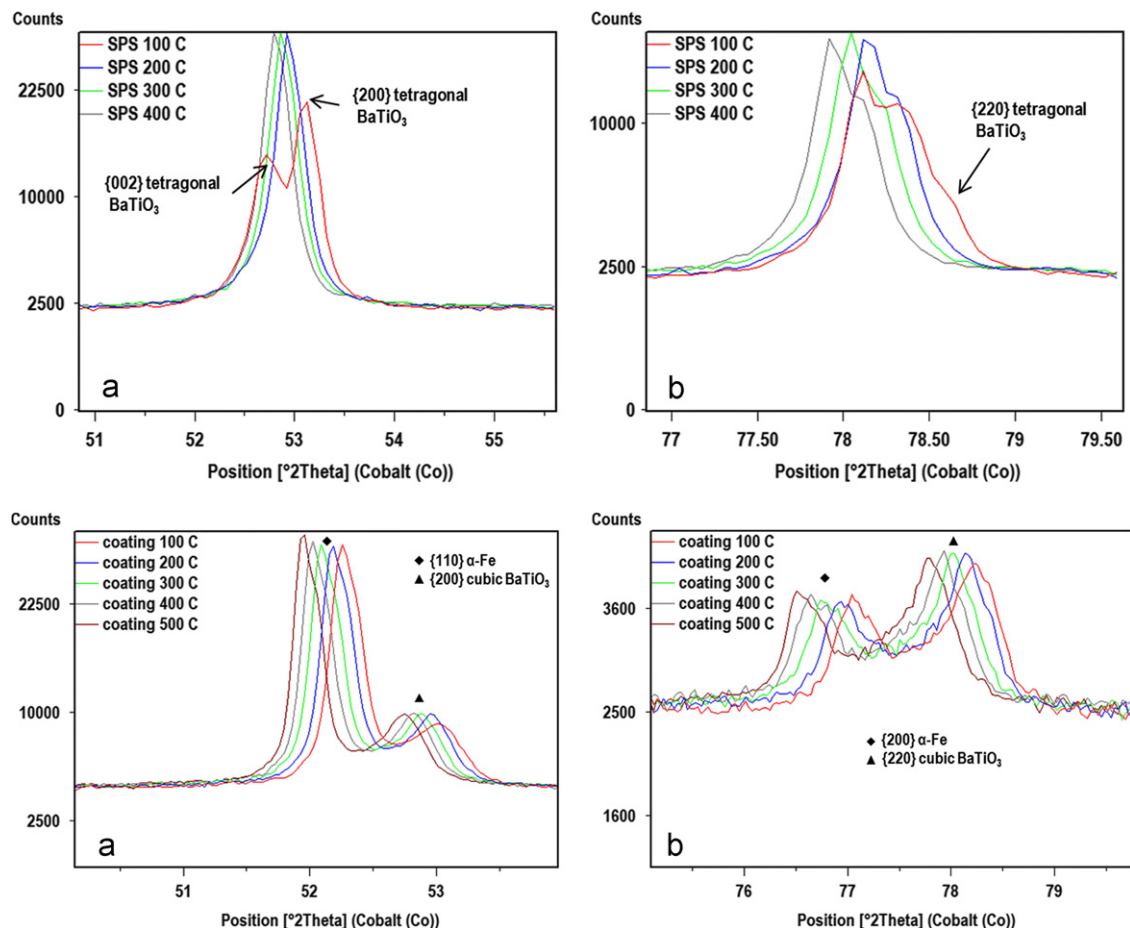 Counts
SPS 100 C
SPS 200 C
SPS 300 C
SPS 400 C
{200} tetragonal
BaTiO₃
{002} tetragonal
BaTiO₃
22500
10000
2500
0
a
51 52 53 54 55
Position [°2Theta] (Cobalt (Co))
Counts
SPS 100 C
SPS 200 C
SPS 300 C
SPS 400 C
{220} tetragonal
BaTiO₃
10000
2500
0
b
77 77.50 78 78.50 79 79.50
Position [°2Theta] (Cobalt (Co))
Counts
coating 100 C
coating 200 C
coating 300 C
coating 400 C
coating 500 C
◆ {110} α-Fe
▲ {200} cubic BaTiO₃
22500
10000
2500
a
51 52 53
Position [°2Theta] (Cobalt (Co))
Counts
coating 100 C
coating 200 C
coating 300 C
coating 400 C
coating 500 C
3600
2500
1600
◆ {200} α-Fe
▲ {220} cubic BaTiO₃
b
76 77 78 79
Position [°2Theta] (Cobalt (Co))